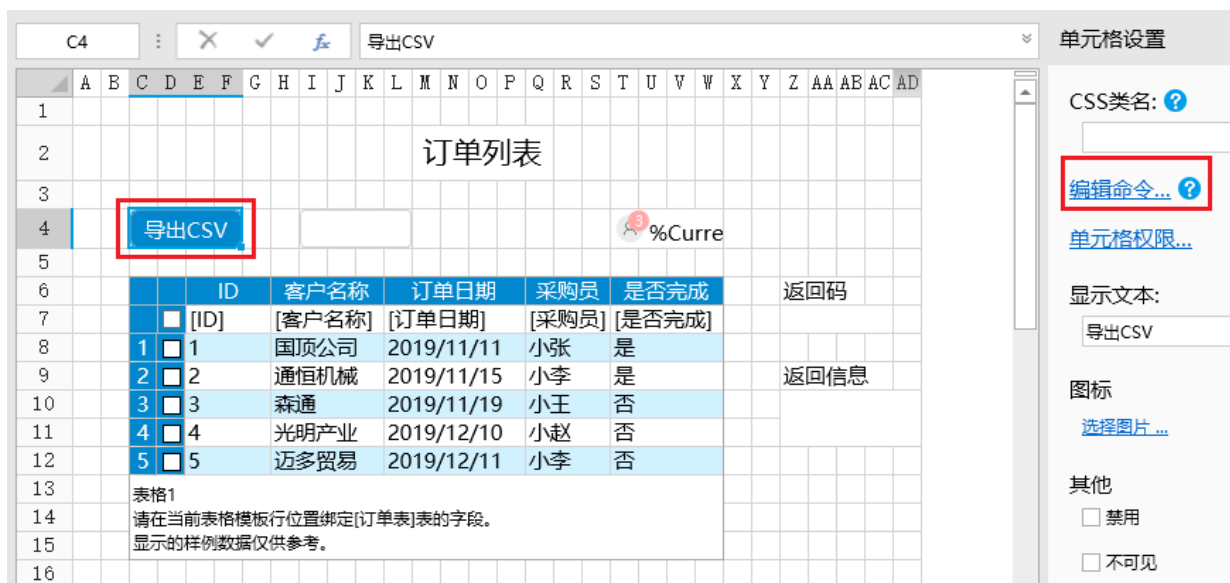 C4 fx 导出CSV 单元格设置
A B C D E F G H I J K L M N O P Q R S T U V W X Y Z AA AB AC AD
CSS类名: ?
1
2 订单列表
编辑命令... ?
3
4 导出CSV 3 %Curre
单元格权限...
5
6 ID 客户名称 订单日期 采购员 是否完成 返回码
显示文本:
7 [ID] [客户名称] [订单日期] [采购员] [是否完成]
导出CSV
8 1 1 国顶公司 2019/11/11 小张 是
9 2 2 通恒机械 2019/11/15 小李 是 返回信息
图标
10 3 3 森通 2019/11/19 小王 否
11 4 4 光明产业 2019/12/10 小赵 否
选择图片 ...
12 5 5 迈多贸易 2019/12/11 小李 否
13 表格1
其他
14 请在当前表格模板行位置绑定[订单表]表的字段。
禁用
15 显示的样例数据仅供参考。
不可见
16